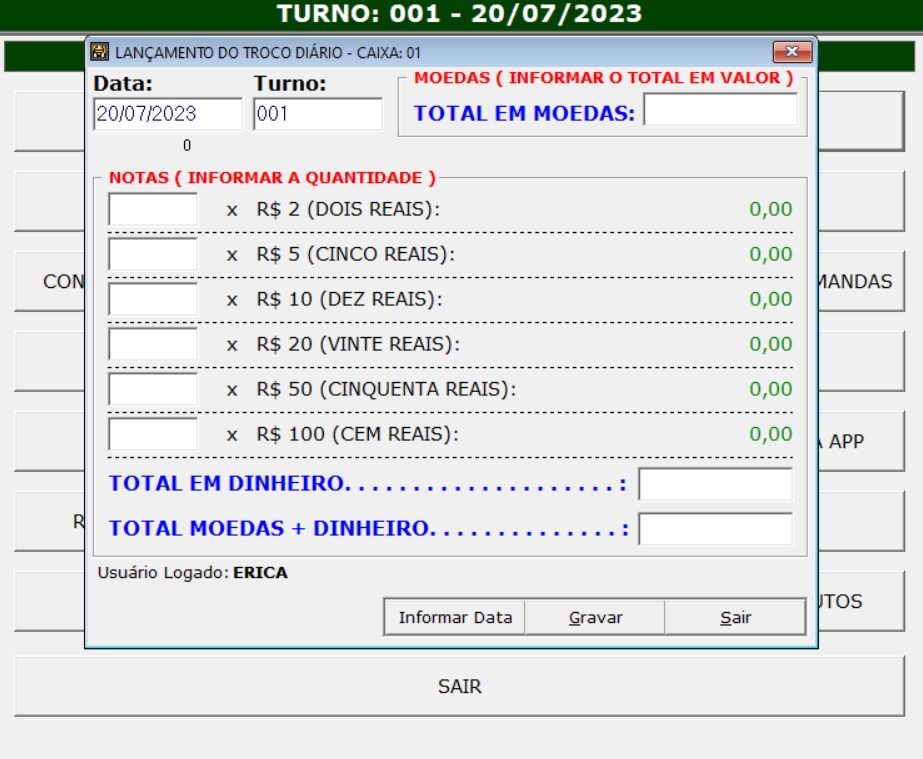 TURNO: 001 - 20/07/2023
LANÇAMENTO DO TROCO DIÁRIO - CAIXA: 01
Data: Turno: MOEDAS ( INFORMAR O TOTAL EM VALOR )
20/07/2023 001 TOTAL EM MOEDAS:
0
NOTAS ( INFORMAR A QUANTIDADE )
x R$ 2 (DOIS REAIS): 0,00
x R$ 5 (CINCO REAIS): 0,00
CON MANDAS
x R$ 10 (DEZ REAIS): 0,00
x R$ 20 (VINTE REAIS): 0,00
x R$ 50 (CINQUENTA REAIS): 0,00
x R$ 100 (CEM REAIS): 0,00
APP
TOTAL EM DINHEIRO. . . . . . . . . . . . . . . . . . . . :
R
TOTAL MOEDAS + DINHEIRO. . . . . . . . . . . . . . :
Usuário Logado: ERICA
UTOS
Informar Data Gravar Sair
SAIR